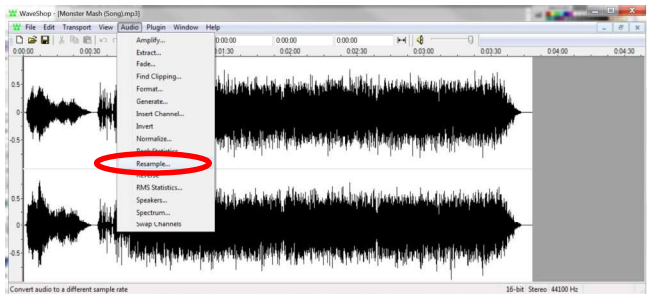 WaveShop - [Monster Mash (Song).mp3]
File Edit Transport View Audio Plugin Window Help
0:00:00 0:00:00 0:00:00
0:00:00 0:00:30 0:01:30 0:02:00 0:02:30 0:03:00 0:03:30 0:04:00 0:04:30
Amplify...
Extract...
Fade...
Find Clipping...
Format...
Generate...
Insert Channel...
Invert
Normalize...
Peak Statistics...
Resample...
Reverse
RMS Statistics...
Speakers...
Spectrum...
Swap Channels
0.5
0
-0.5
0.5
0
-0.5
Convert audio to a different sample rate 16-bit Stereo 44100 Hz